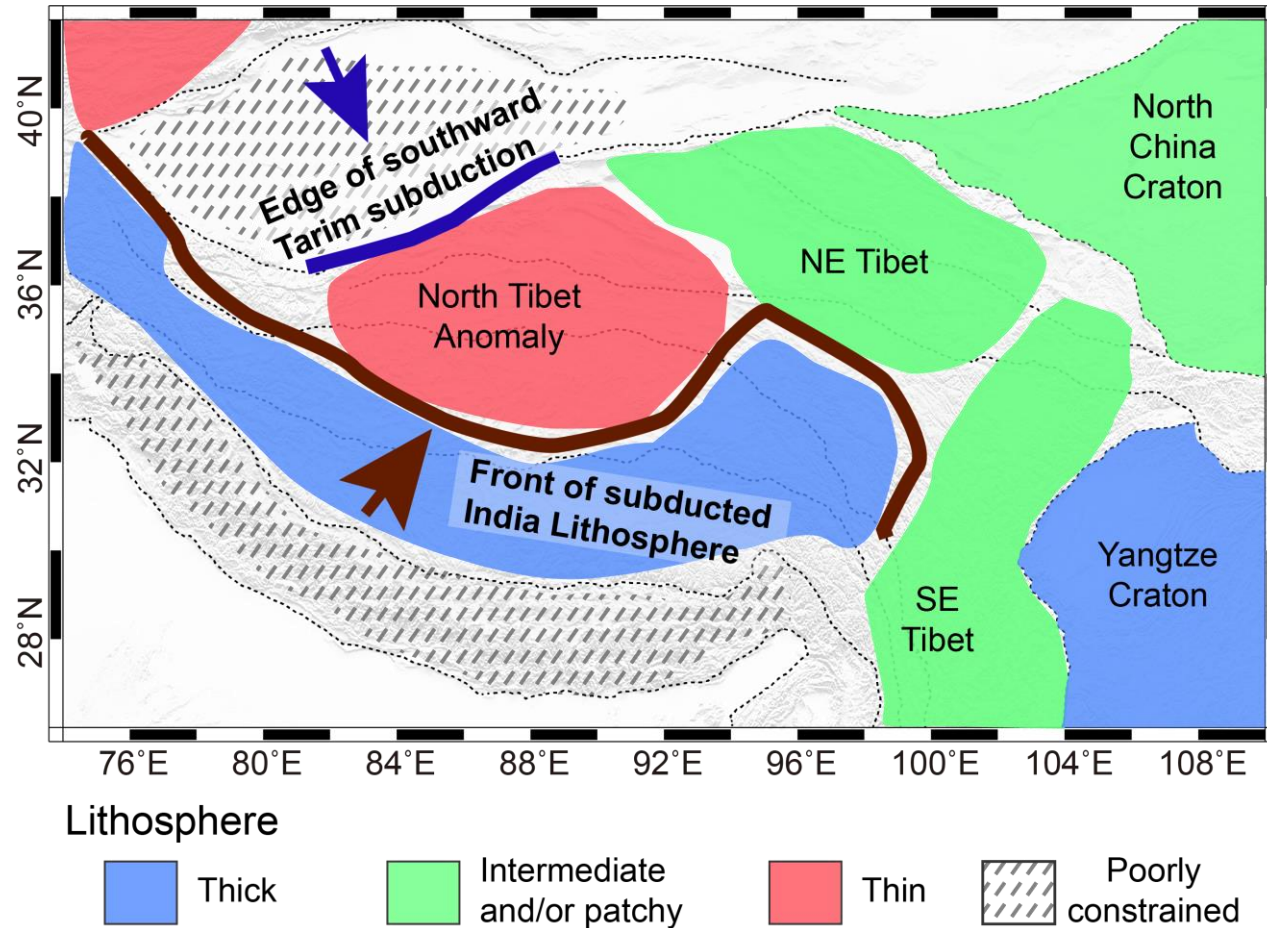 40°N
36°N
32°N
28°N
Edge of southward
Tarim subduction
North
China
Craton
NE Tibet
North Tibet
Anomaly
Front of subducted
India Lithosphere
Yangtze
Craton
SE
Tibet
76°E 80°E 84°E 88°E 92°E 96°E 100°E 104°E 108°E
Lithosphere
Thick
Intermediate
and/or patchy
Thin
Poorly
constrained